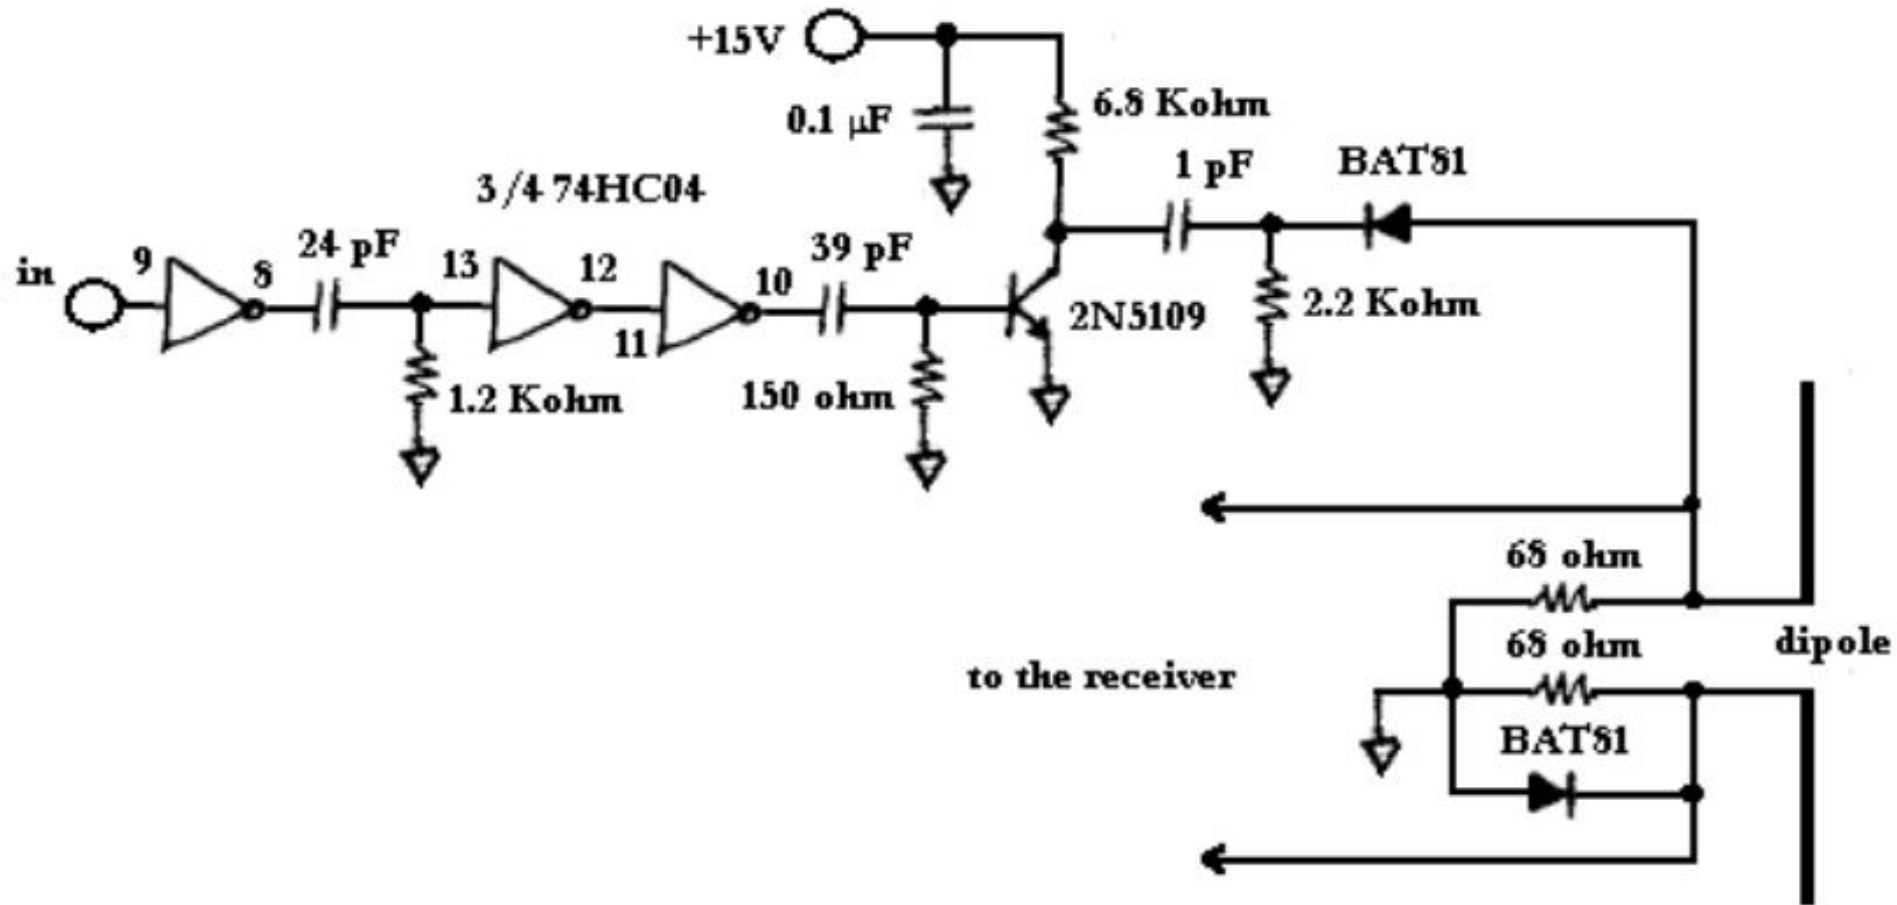 +15V
6.8 Kohm
0.1 µF
1 pF
BAT81
3/4 74HC04
in
9
8
24 pF
13
12
11
10
39 pF
2N5109
2.2 Kohm
1.2 Kohm
150 ohm
68 ohm
dipole
68 ohm
to the receiver
BAT81